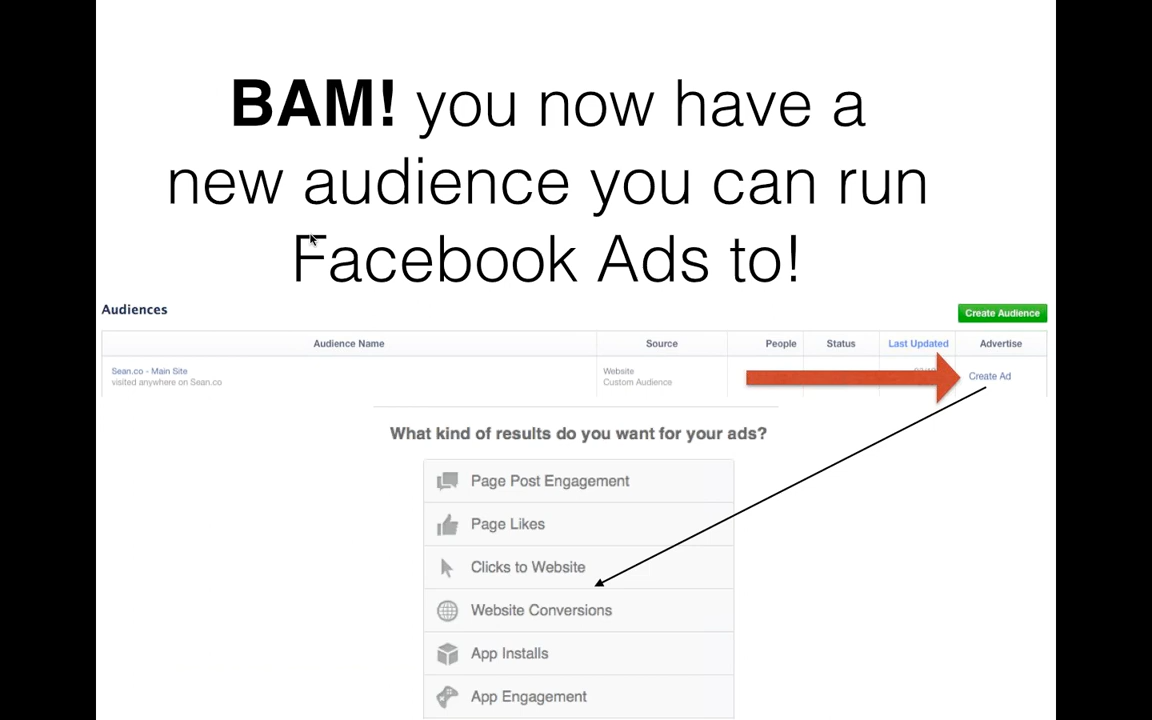 BAM! you now have a
new audience you can run
Facebook Ads to!
Audiences
Create Audience
Audience Name Source People Status Last Updated Advertise
Sean.co - Main Site Website Create Ad
visited anywhere on Sean.co Custom Audience
What kind of results do you want for your ads?
Page Post Engagement
Page Likes
Clicks to Website
Website Conversions
App Installs
App Engagement